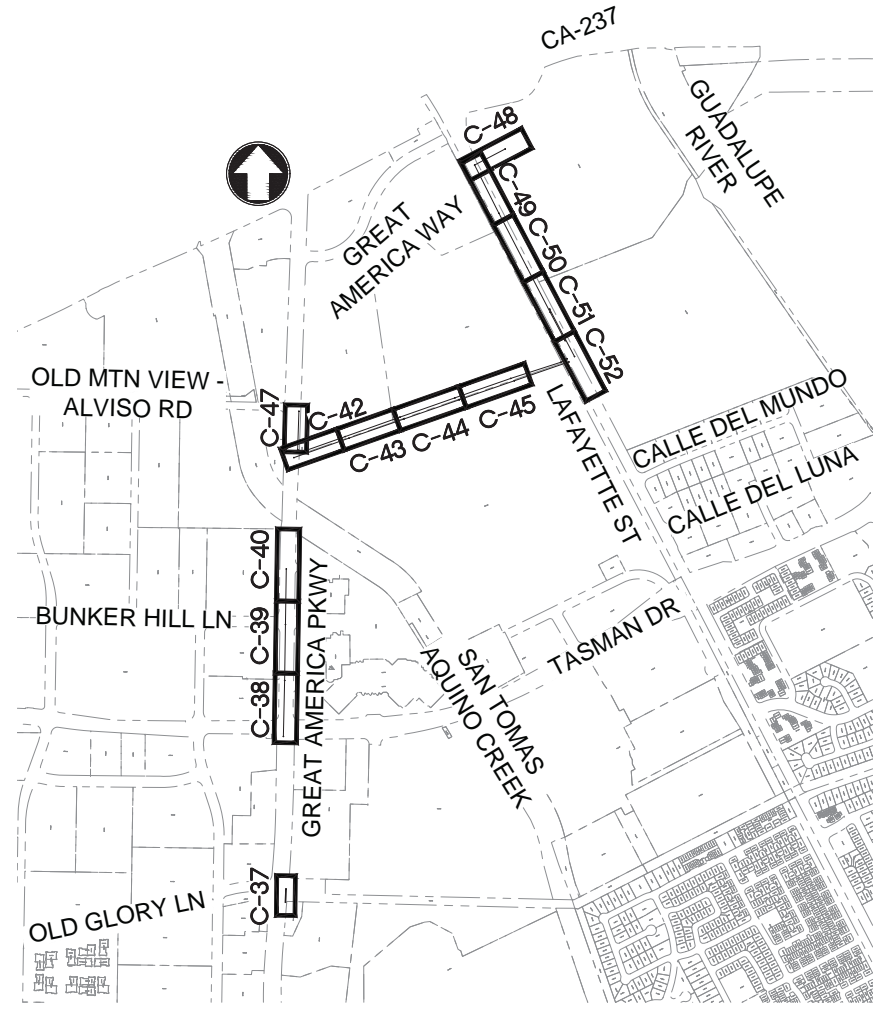 CA-237
GUADALUPE
RIVER
C-48
C-49
C-50
C-51
C-52
GREAT
AMERICA WAY
OLD MTN VIEW -
ALVISO RD
C-47
C-42
C-43
C-44
C-45
LAFAYETTE ST
CALLE DEL MUNDO
CALLE DEL LUNA
C-40
BUNKER HILL LN
C-39
C-38
GREAT AMERICA PKWY
SAN TOMAS
AQUINO CREEK
TASMAN DR
C-37
OLD GLORY LN